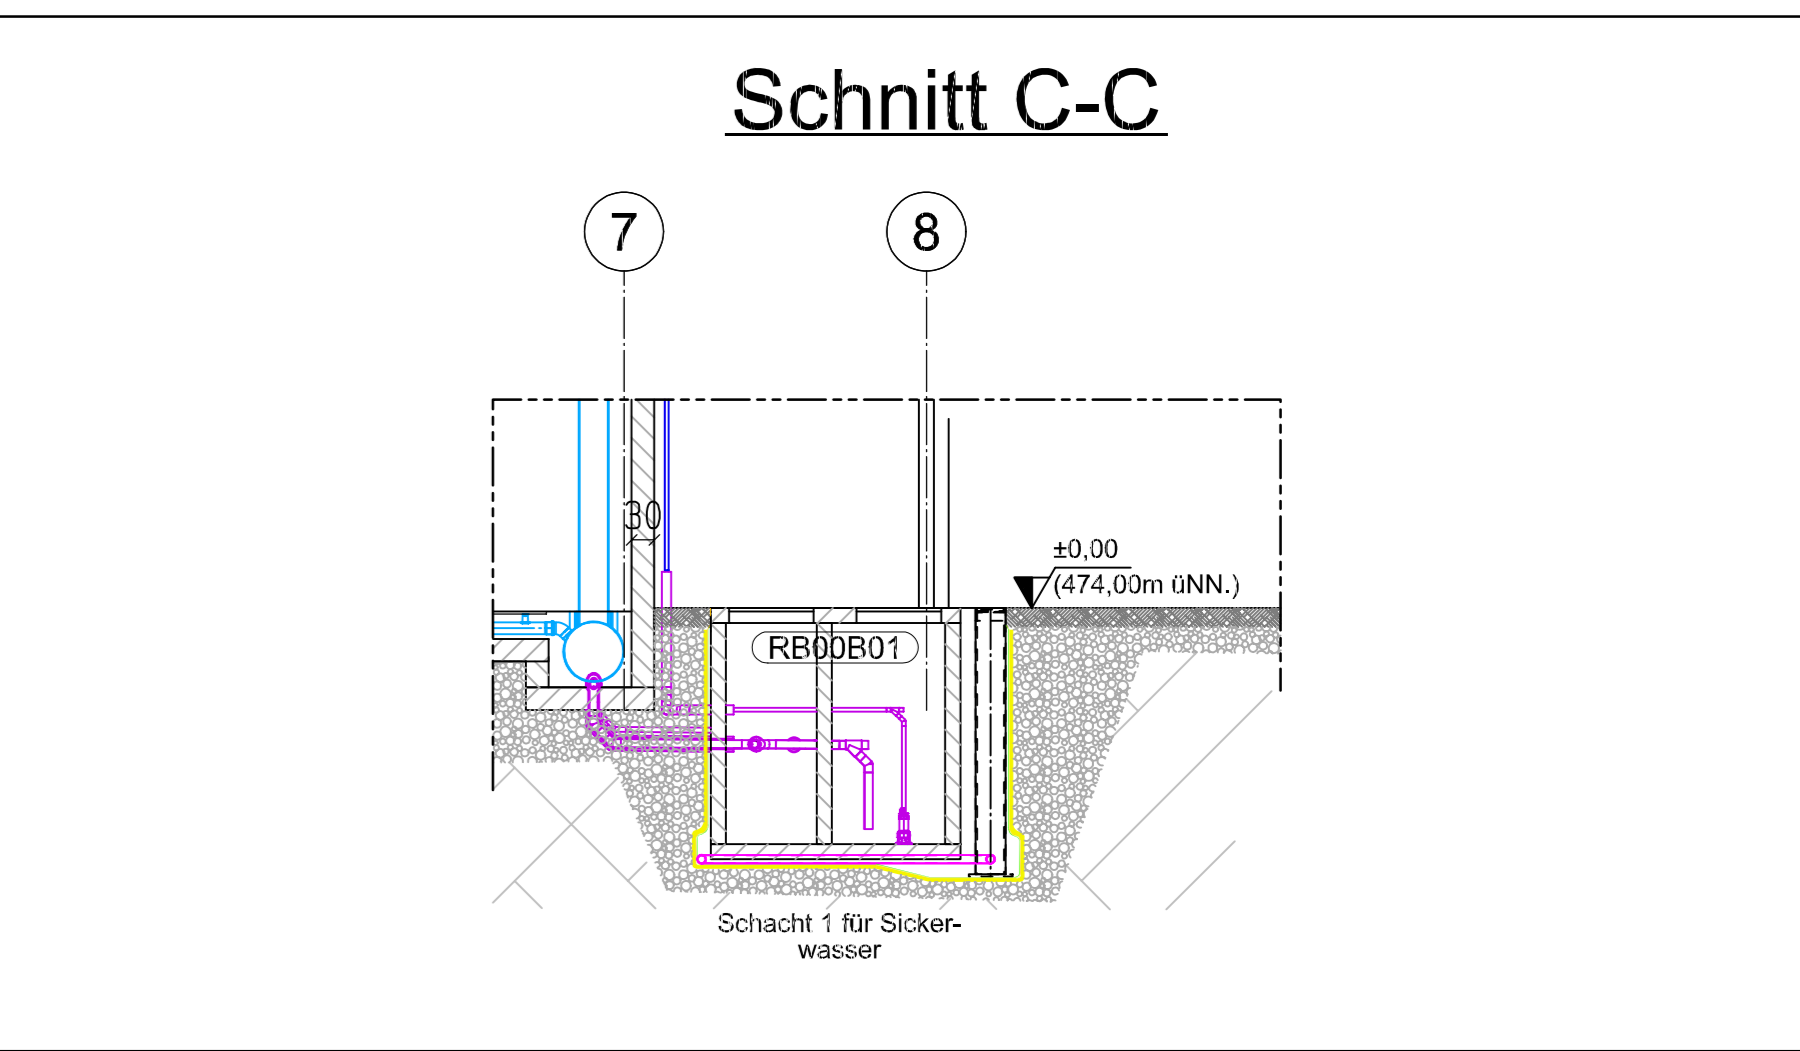 Schnitt C-C
7
8
30
±0,00
(474,00m üNN.)
RB00B01
Schacht 1 für Sicker-
wasser